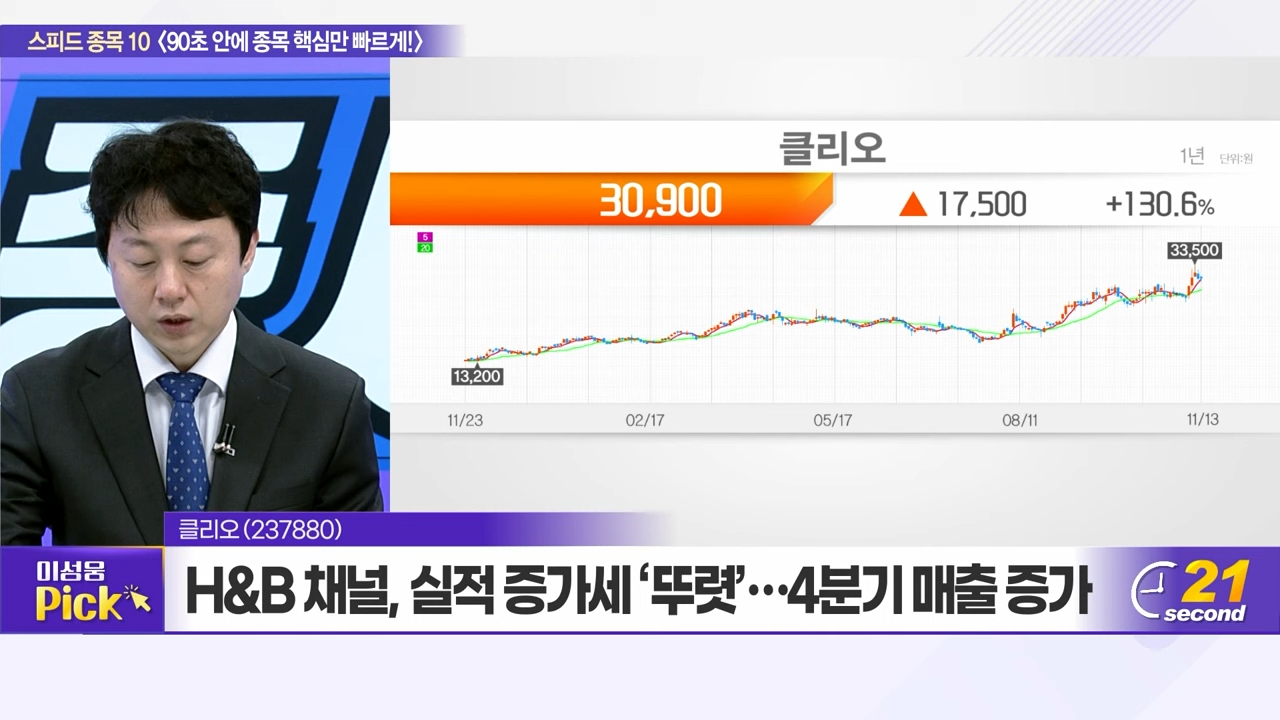 스피드 종목 10 〈90초 안에 종목 핵심만 빠르게!〉
클리오
1년 단위:원
30,900 ▲ 17,500 +130.6%
5
20
33,500
13,200
11/23 02/17 05/17 08/11 11/13
클리오(237880)
이성웅
Pick
H&B 채널, 실적 증가세 ‘뚜렷’…4분기 매출 증가
21
second